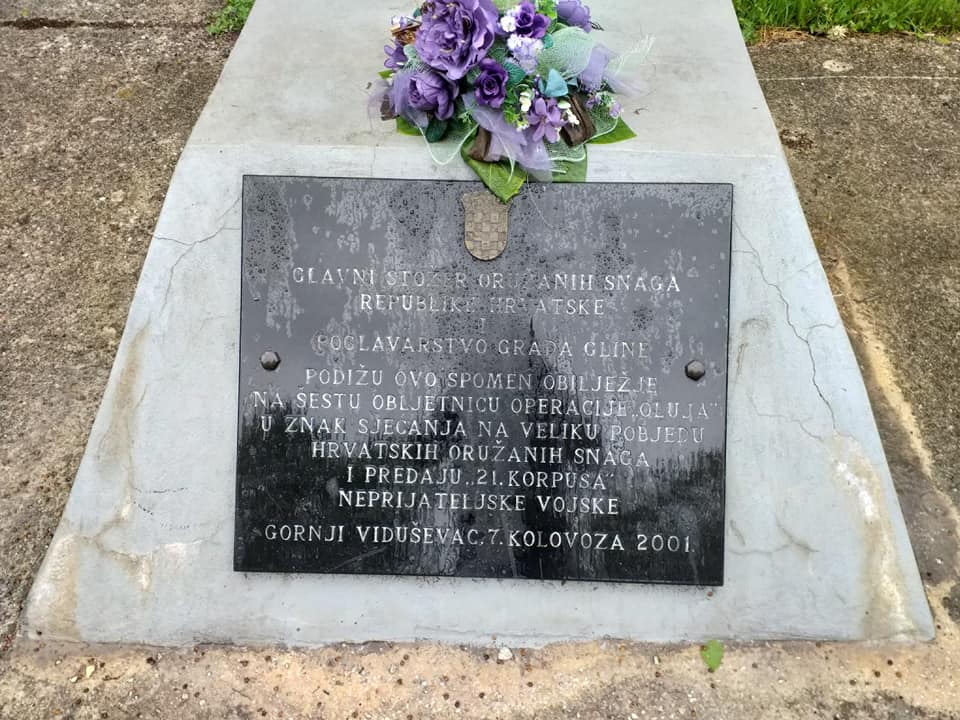 GLAVNI STOŽER ORUŽANIH SNAGA
REPUBLIKE HRVATSKE
I
POGLAVARSTVO GRADA GLINE
PODIŽU OVO SPOMEN OBILJEŽJE
NA ŠESTU OBLJETNICU OPERACIJE „OLUJA"
U ZNAK SJEĆANJA NA VELIKU POBJEDU
HRVATSKIH ORUŽANIH SNAGA
I PREDAJU „21. KORPUSA"
NEPRIJATELJSKE VOJSKE
GORNJI VIDUŠEVAC, 7. KOLOVOZA 2001.